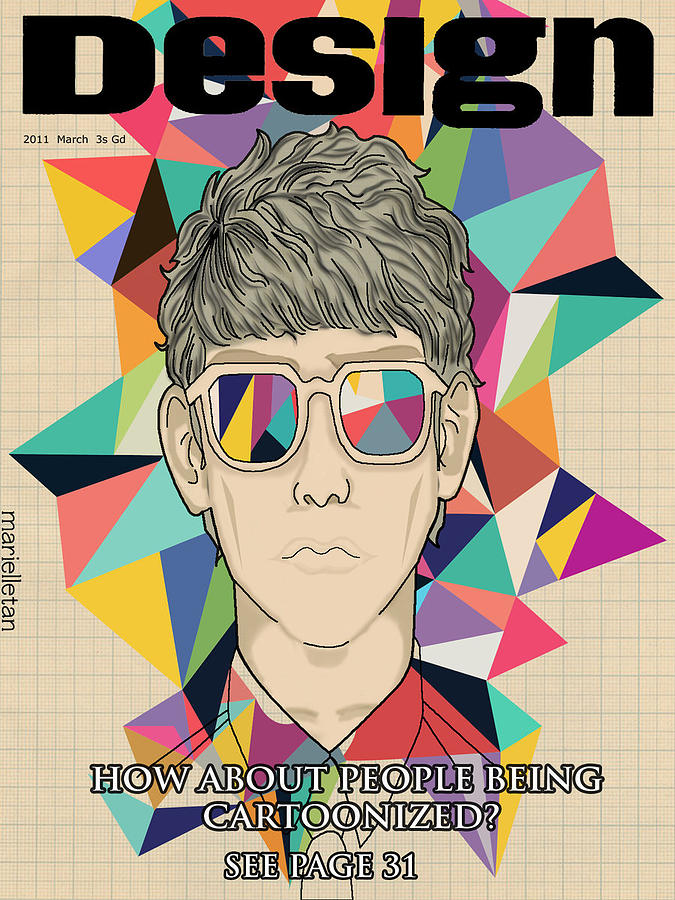 Design
2011 March 3s Gd
marielletan
HOW ABOUT PEOPLE BEING
CARTOONIZED?
SEE PAGE 31